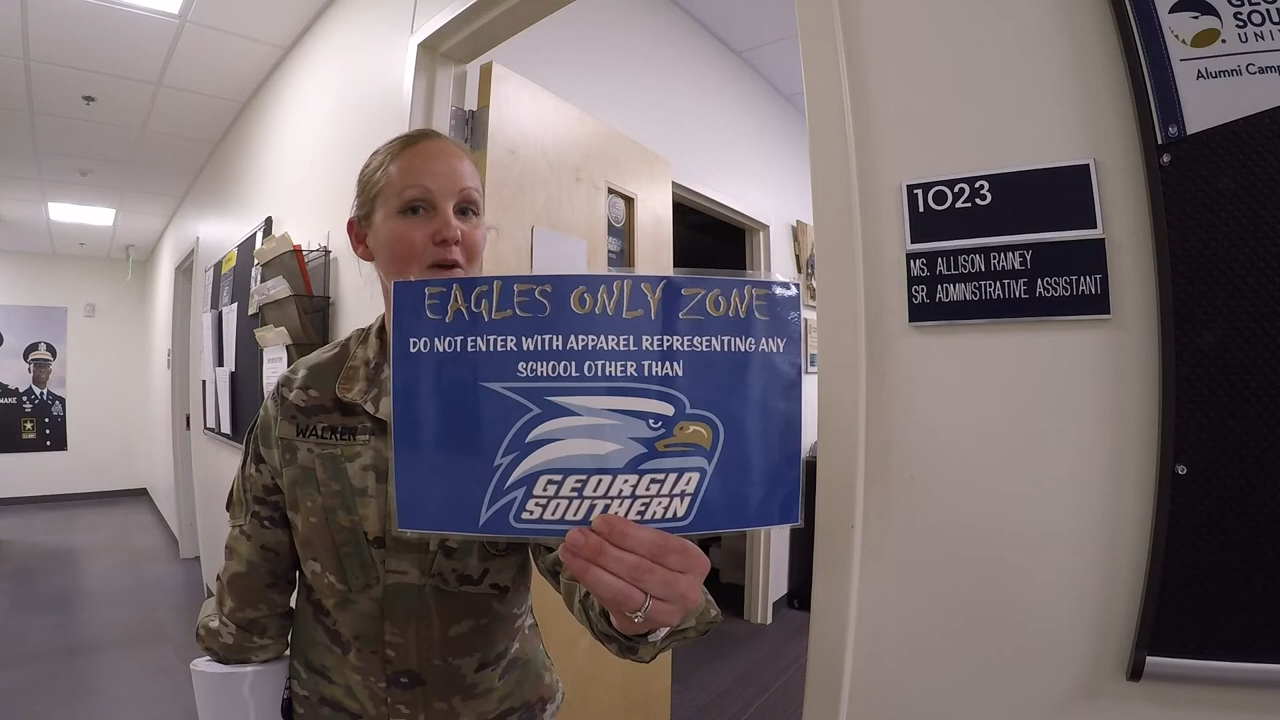 EAGLES ONLY ZONE
DO NOT ENTER WITH APPAREL REPRESENTING ANY
SCHOOL OTHER THAN
GEORGIA
SOUTHERN
WALKER
1023
MS. ALLISON RAINEY
SR. ADMINISTRATIVE ASSISTANT
Alumni
MAKE